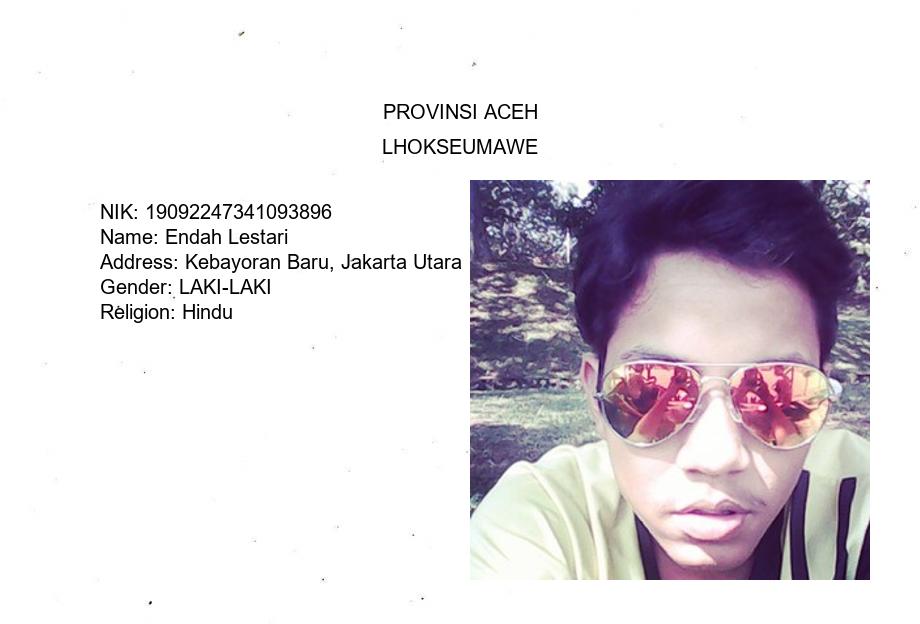 PROVINSI ACEH
LHOKSEUMAWE
NIK: 19092247341093896
Name: Endah Lestari
Address: Kebayoran Baru, Jakarta Utara
Gender: LAKI-LAKI
Religion: Hindu